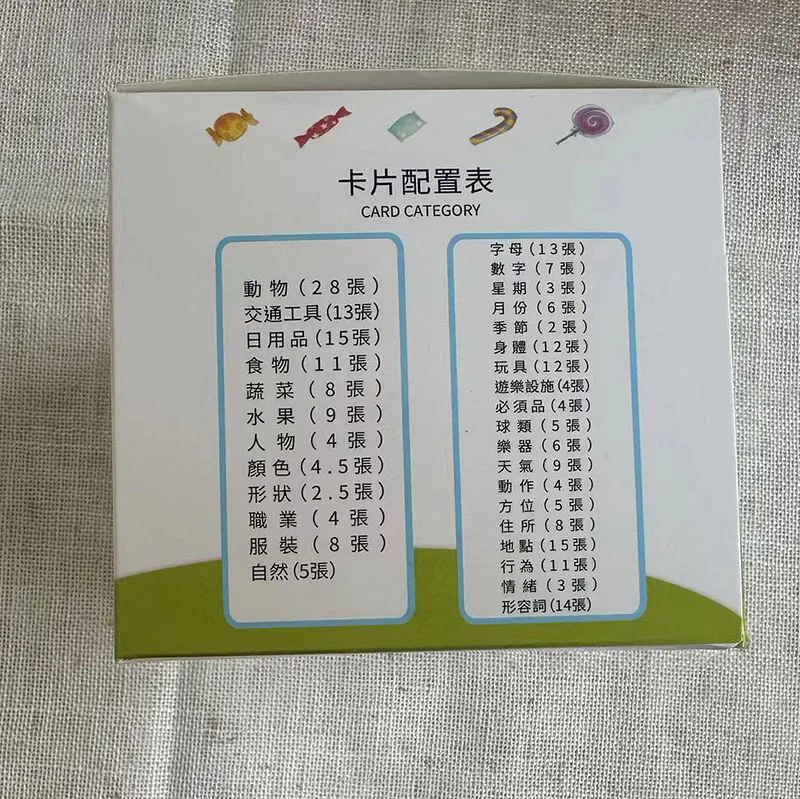 卡片配置表
CARD CATEGORY
動物(28張)
交通工具(13張)
日用品(15張)
食物(11張)
蔬菜(8張)
水果(9張)
人物(4張)
顏色(4.5張)
形狀(2.5張)
職業(4張)
服裝(8張)
自然(5張)
字母(13張)
數字(7張)
星期(3張)
月份(6張)
季節(2張)
身體(12張)
玩具(12張)
遊樂設施(4張)
必須品(4張)
球類(5張)
樂器(6張)
天氣(9張)
動作(4張)
方位(5張)
住所(8張)
地點(15張)
行為(11張)
情緒(3張)
形容詞(14張)